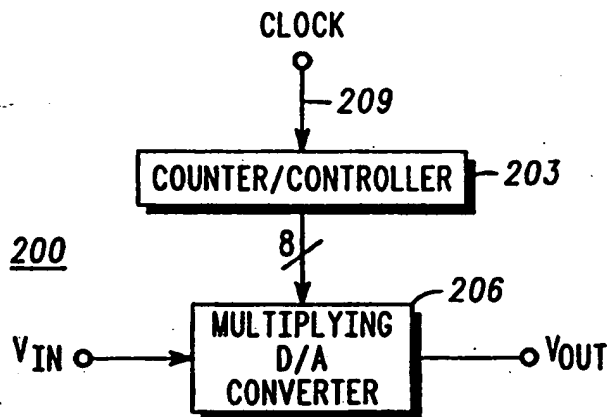 CLOCK
209
COUNTER/CONTROLLER
203
8
200
206
MULTIPLYING
D/A
CONVERTER
VIN
VOUT